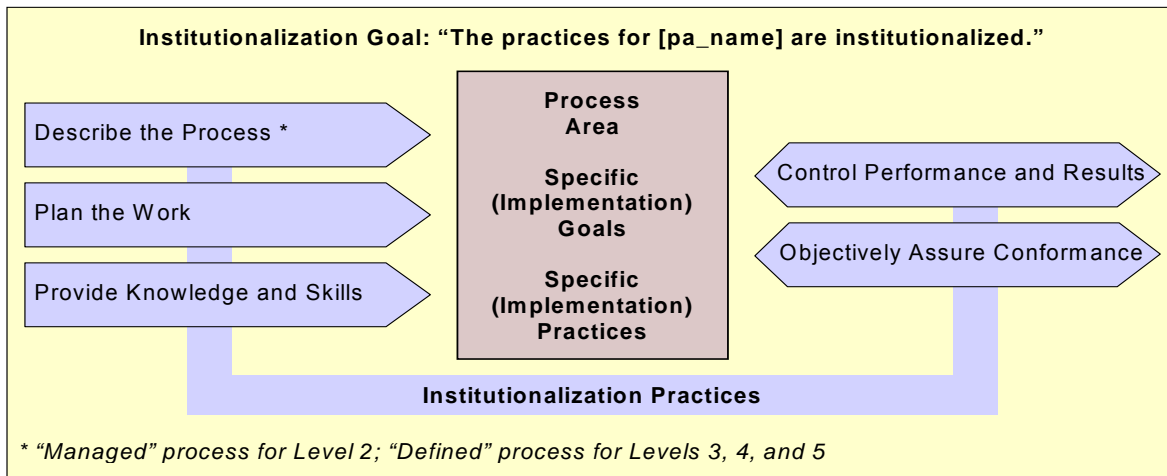 Institutionalization Goal: “The practices for [pa_name] are institutionalized.”
Describe the Process *
Plan the Work
Provide Knowledge and Skills
Process
Area
Specific
(Implementation)
Goals
Specific
(Implementation)
Practices
Control Performance and Results
Objectively Assure Conformance
Institutionalization Practices
* “Managed” process for Level 2; “Defined” process for Levels 3, 4, and 5